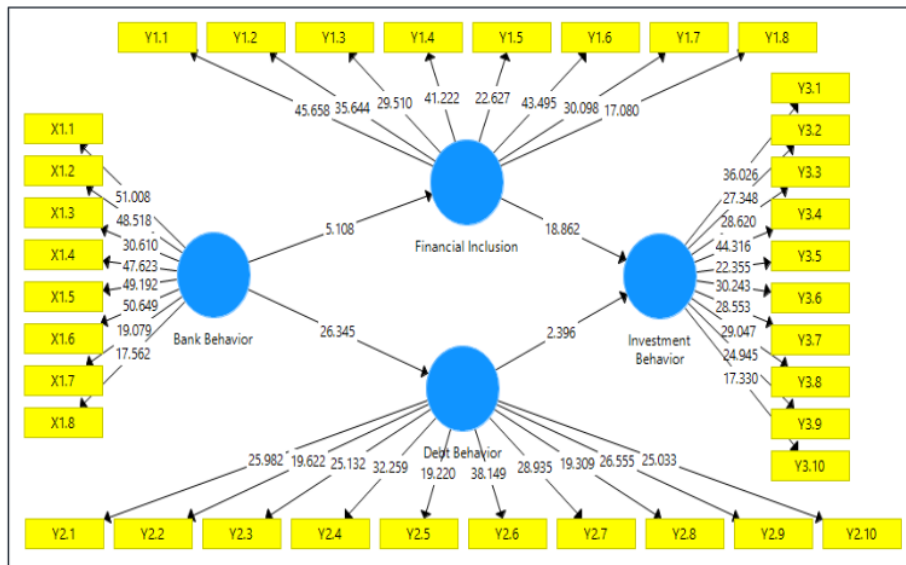 Y1.1
Y1.2
Y1.3
Y1.4
Y1.5
Y1.6
Y1.7
Y1.8
45.658
35.644
29.510
41.222
22.627
43.495
30.098
17.080
X1.1
X1.2
X1.3
X1.4
X1.5
X1.6
X1.7
X1.8
51.008
48.518
30.610
47.623
49.192
50.649
19.079
17.562
Bank Behavior
5.108
26.345
Financial Inclusion
18.862
2.396
Investment
Behavior
36.026
27.348
28.620
44.316
22.355
30.243
28.553
29.047
24.945
17.330
Y3.1
Y3.2
Y3.3
Y3.4
Y3.5
Y3.6
Y3.7
Y3.8
Y3.9
Y3.10
Debt Behavior
25.982
19.622
25.132
32.259
19.220
38.149
28.935
19.309
26.555
25.033
Y2.1
Y2.2
Y2.3
Y2.4
Y2.5
Y2.6
Y2.7
Y2.8
Y2.9
Y2.10